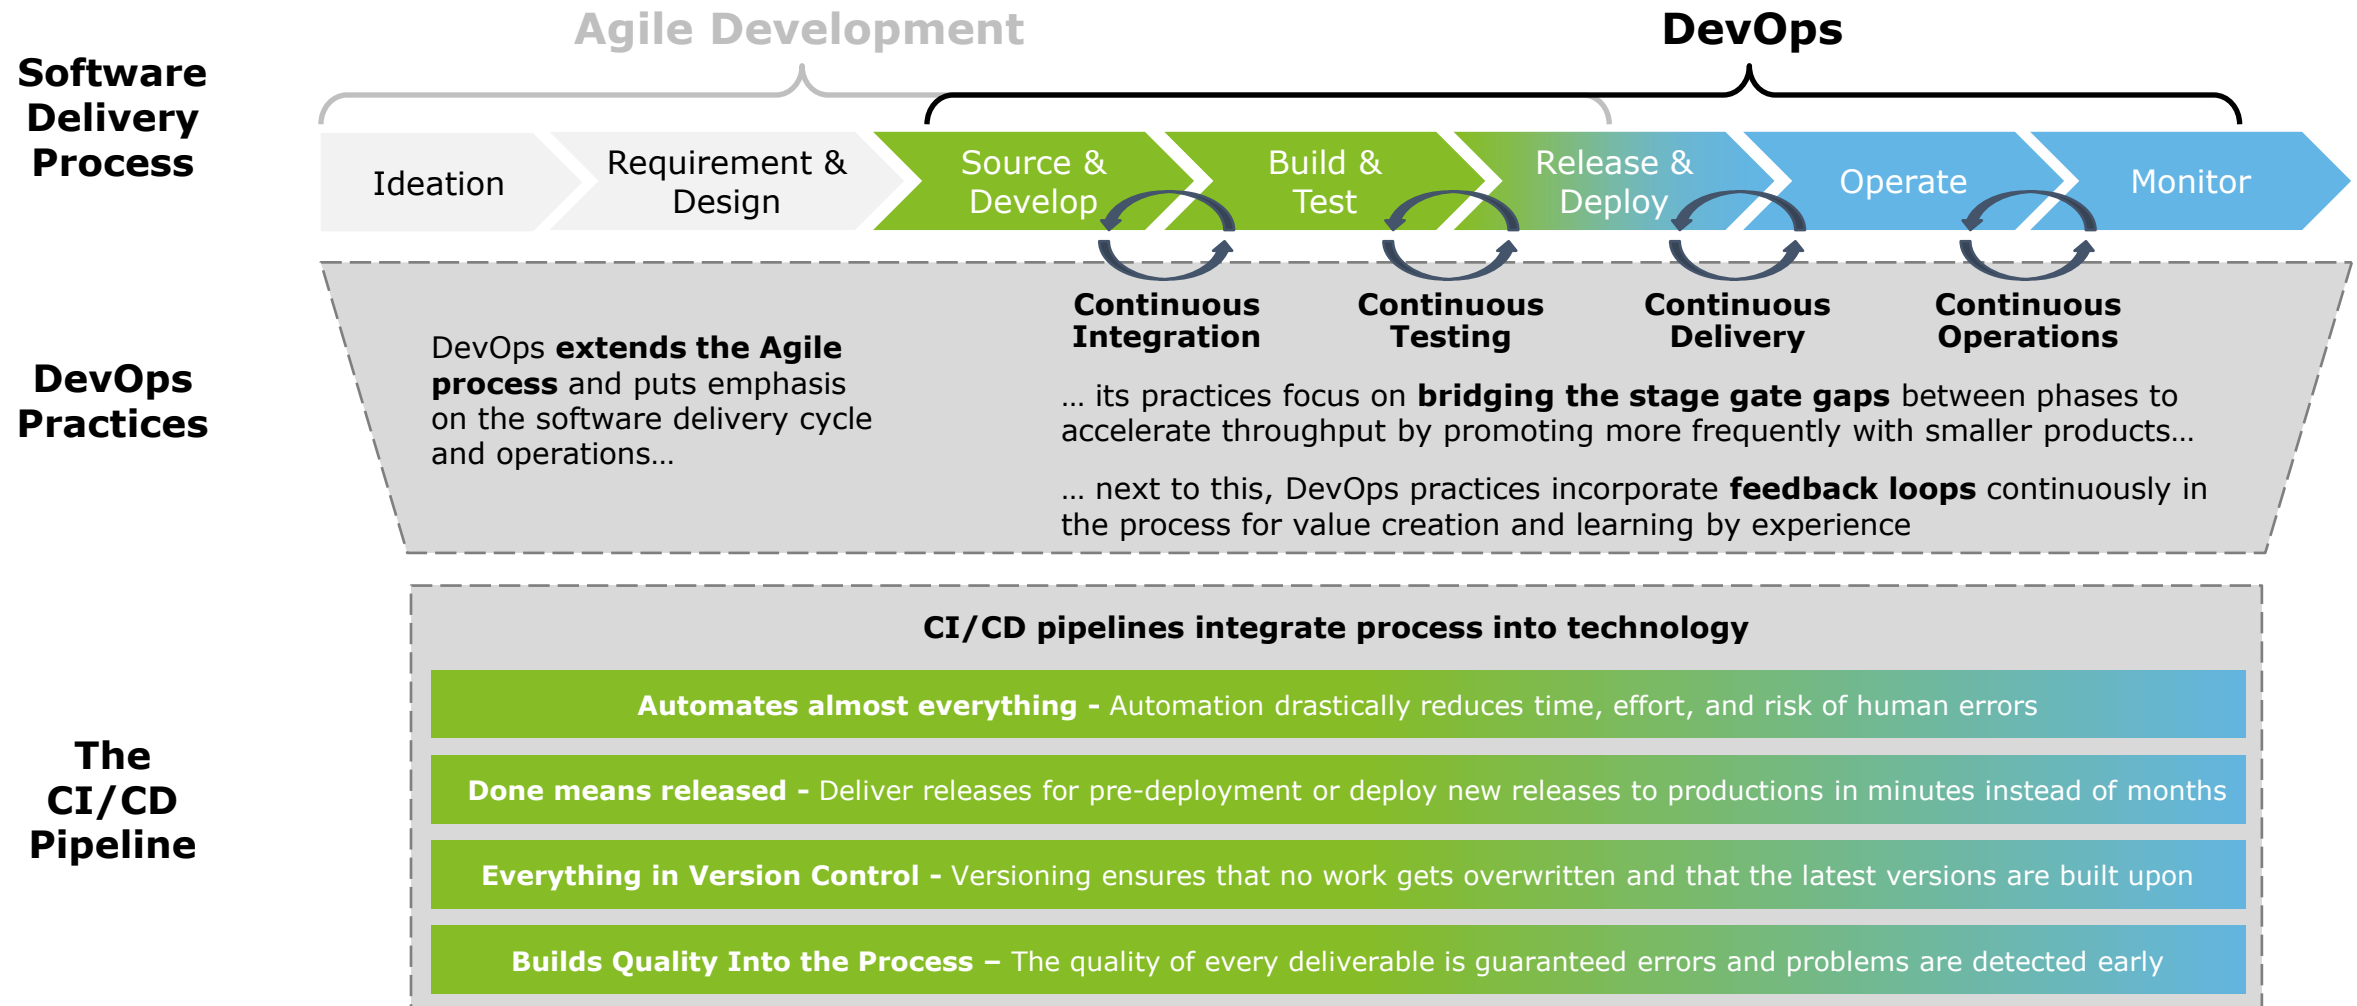 Agile Development
DevOps
Software
Delivery
Process
Ideation
Requirement &
Design
Source &
Develop
Build &
Test
Release &
Deploy
Operate
Monitor
DevOps
Practices
DevOps extends the Agile
process and puts emphasis
on the software delivery cycle
and operations...
Continuous
Integration
Continuous
Testing
Continuous
Delivery
Continuous
Operations
... its practices focus on bridging the stage gate gaps between phases to
accelerate throughput by promoting more frequently with smaller products...
... next to this, DevOps practices incorporate feedback loops continuously in
the process for value creation and learning by experience
The
CI/CD
Pipeline
CI/CD pipelines integrate process into technology
Automates almost everything - Automation drastically reduces time, effort, and risk of human errors
Done means released - Deliver releases for pre-deployment or deploy new releases to productions in minutes instead of months
Everything in Version Control - Versioning ensures that no work gets overwritten and that the latest versions are built upon
Builds Quality Into the Process – The quality of every deliverable is guaranteed errors and problems are detected early